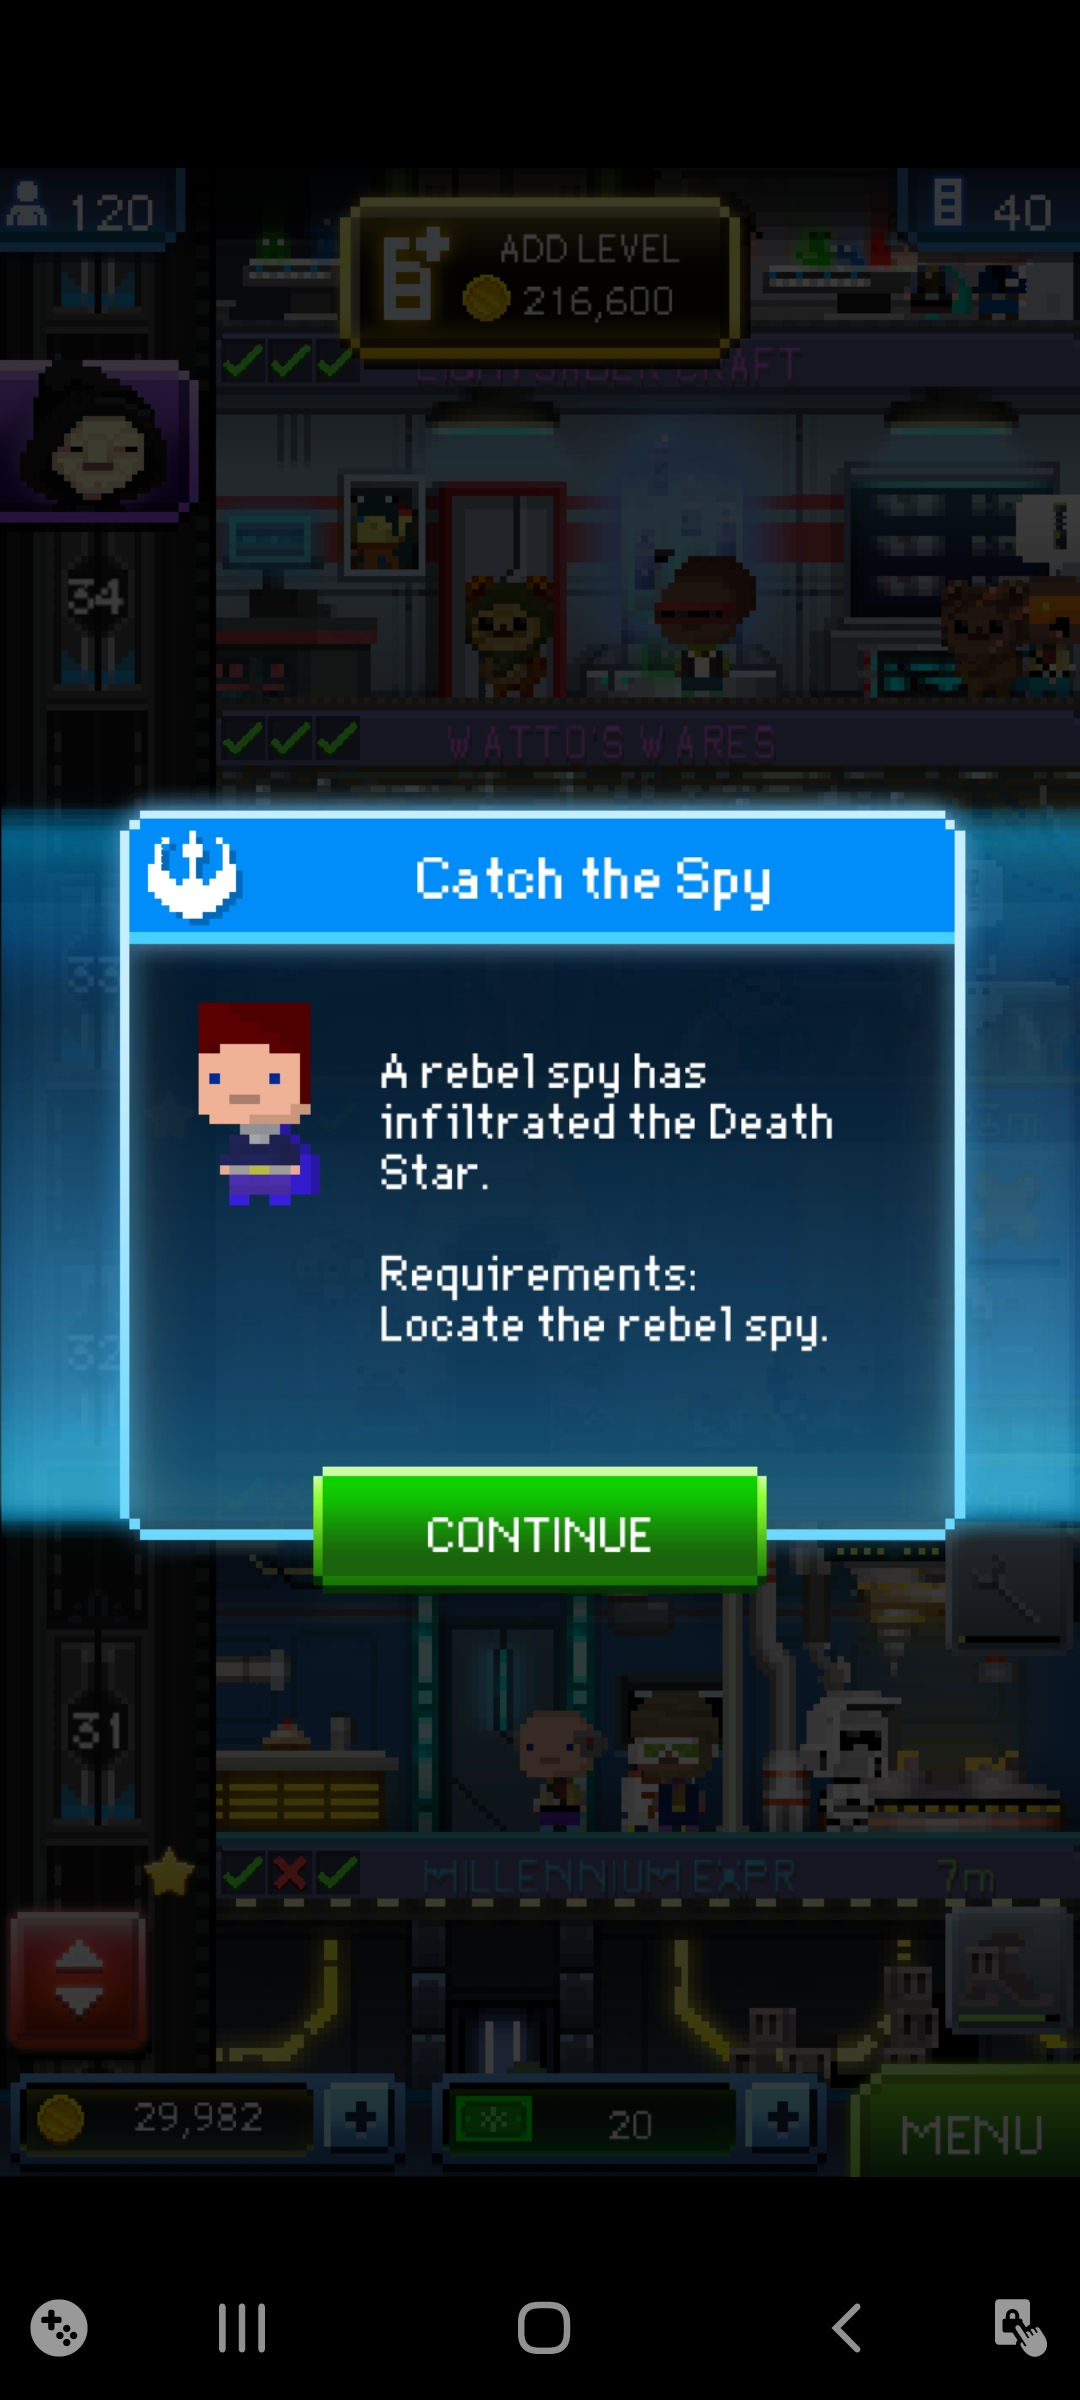 120
40
ADD LEVEL
216,600
LIGHTSABER CRAFT
34
WATTO'S WARES
Catch the Spy
33
A rebel spy has
infiltrated the Death
Star.
Requirements:
Locate the rebel spy.
32
CONTINUE
31
MILLENNIUM EXPR 7m
29,982
20
MENU